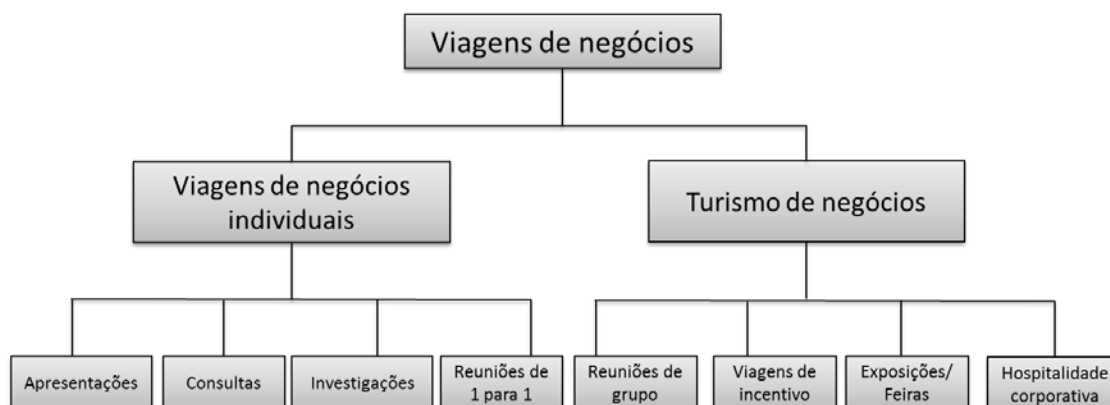 Viagens de negócios
Viagens de negócios
individuais
Turismo de negócios
Apresentações
Consultas
Investigações
Reuniões de
1 para 1
Reuniões de
grupo
Viagens de
incentivo
Exposições/
Feiras
Hospitalidade
corporativa